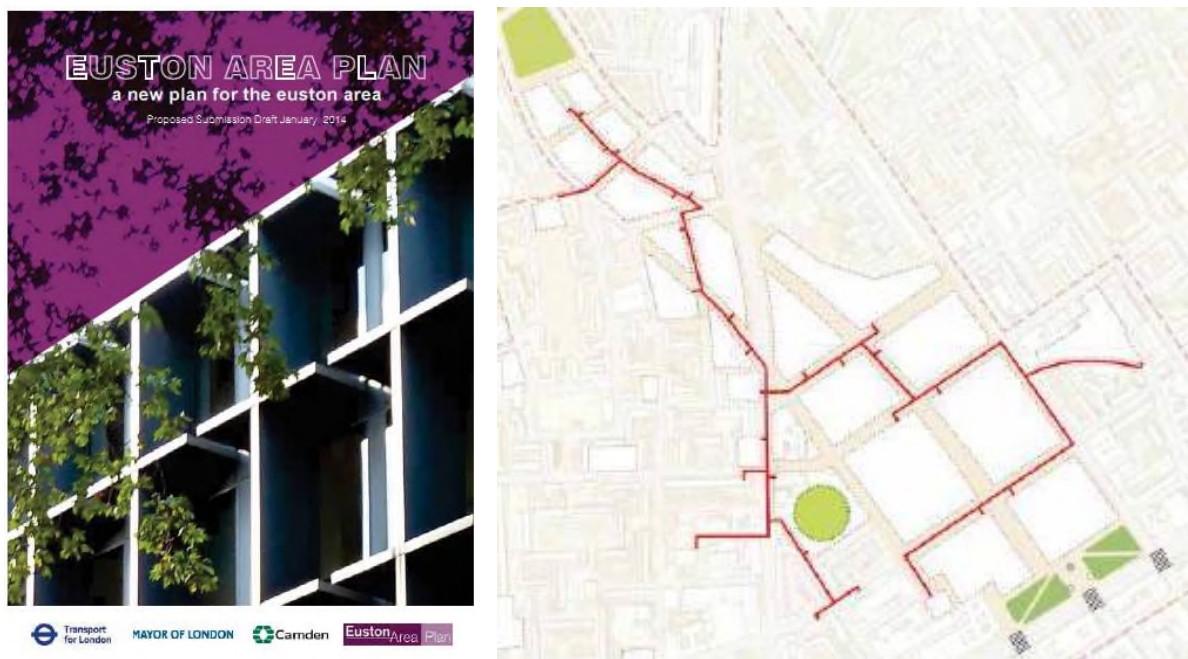 EUSTON AREA PLAN
a new plan for the euston area
Proposed Submission Draft January 2014
Transport
for London
MAYOR OF LONDON
Camden
Euston Area Plan